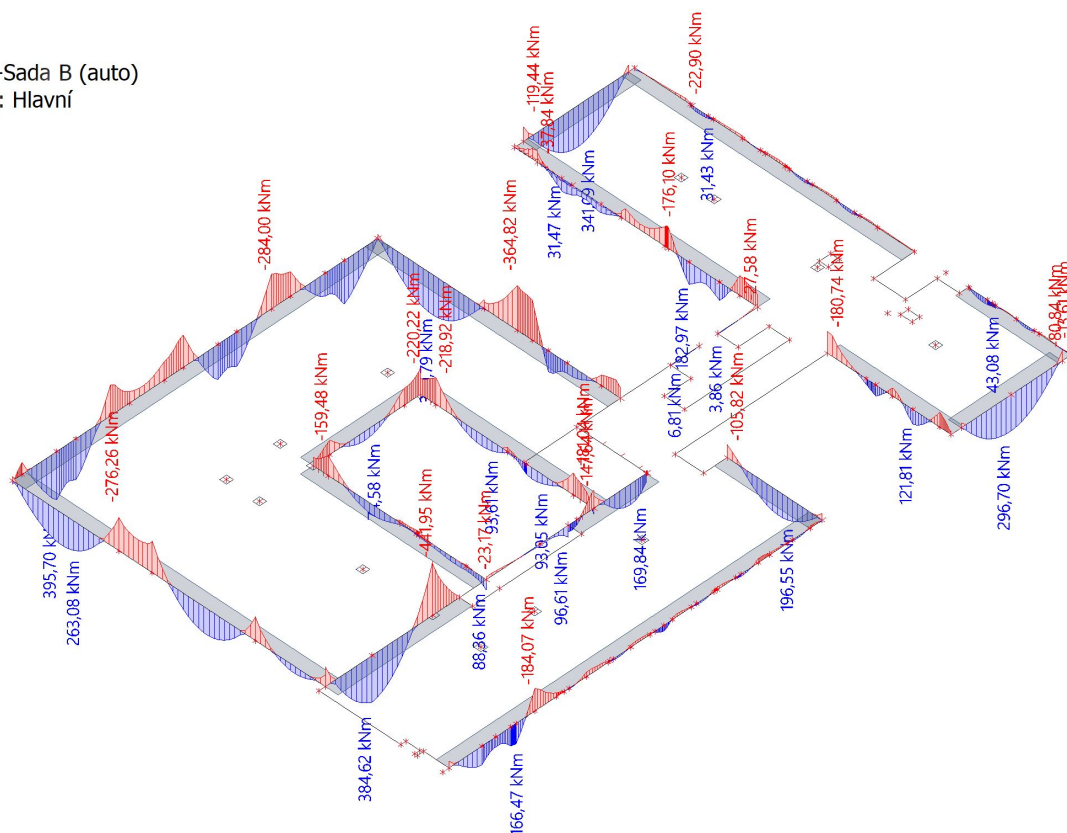 -Sada B (auto)
: Hlavní
-119,44 kNm
-37,84 kNm
-22,90 kNm
31,43 kNm
341,09 kNm
31,47 kNm
-176,10 kNm
-284,00 kNm
-364,82 kNm
27,58 kNm
-180,74 kNm
-80,84 kNm
43,08 kNm
-220,22 kNm
-218,92 kNm
182,97 kNm
3,86 kNm
6,81 kNm
-105,82 kNm
-159,48 kNm
-276,26 kNm
93,61 kNm
-441,95 kNm
-23,17 kNm
93,05 kNm
96,61 kNm
121,81 kNm
296,70 kNm
169,84 kNm
196,55 kNm
395,70
263,08 kNm
88,36 kNm
-184,07 kNm
384,62 kNm
166,47 kNm